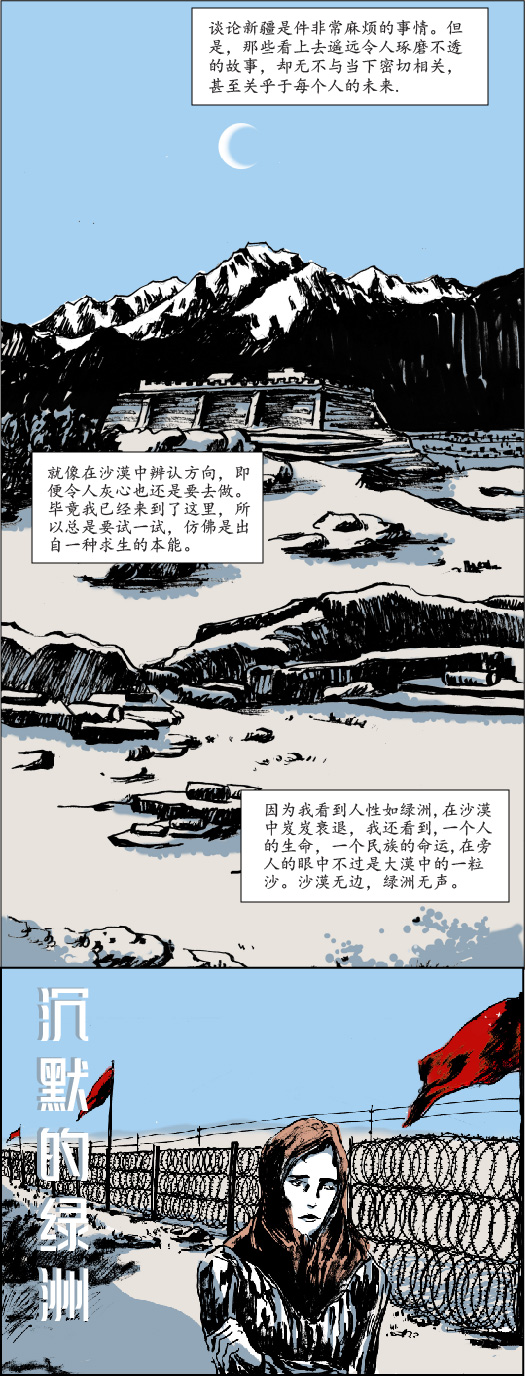 谈论新疆是件非常麻烦的事情。但
是，那些看上去遥远令人琢磨不透
的故事，却无不与当下密切相关，
甚至关乎于每个人的未来.
就像在沙漠中辨认方向，即
便令人灰心也还是要去做。
毕竟我已经来到了这里，所
以总是要试一试，仿佛是出
自一种求生的本能。
因为我看到人性如绿洲,在沙漠
中岌岌衰退，我还看到,一个人
的生命，一个民族的命运,在旁
人的眼中不过是大漠中的一粒
沙。沙漠无边，绿洲无声。
沉默的绿洲